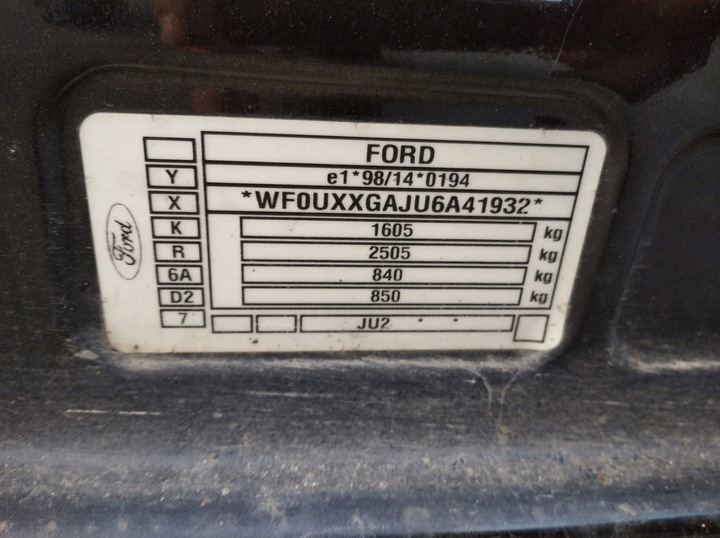 FORD
Y e1*98/14*0194
X *WF0UXXGAJU6A41932*
K 1605 kg
R 2505 kg
6A 840 kg
D2 850 kg
7 JU2 * *
Ford